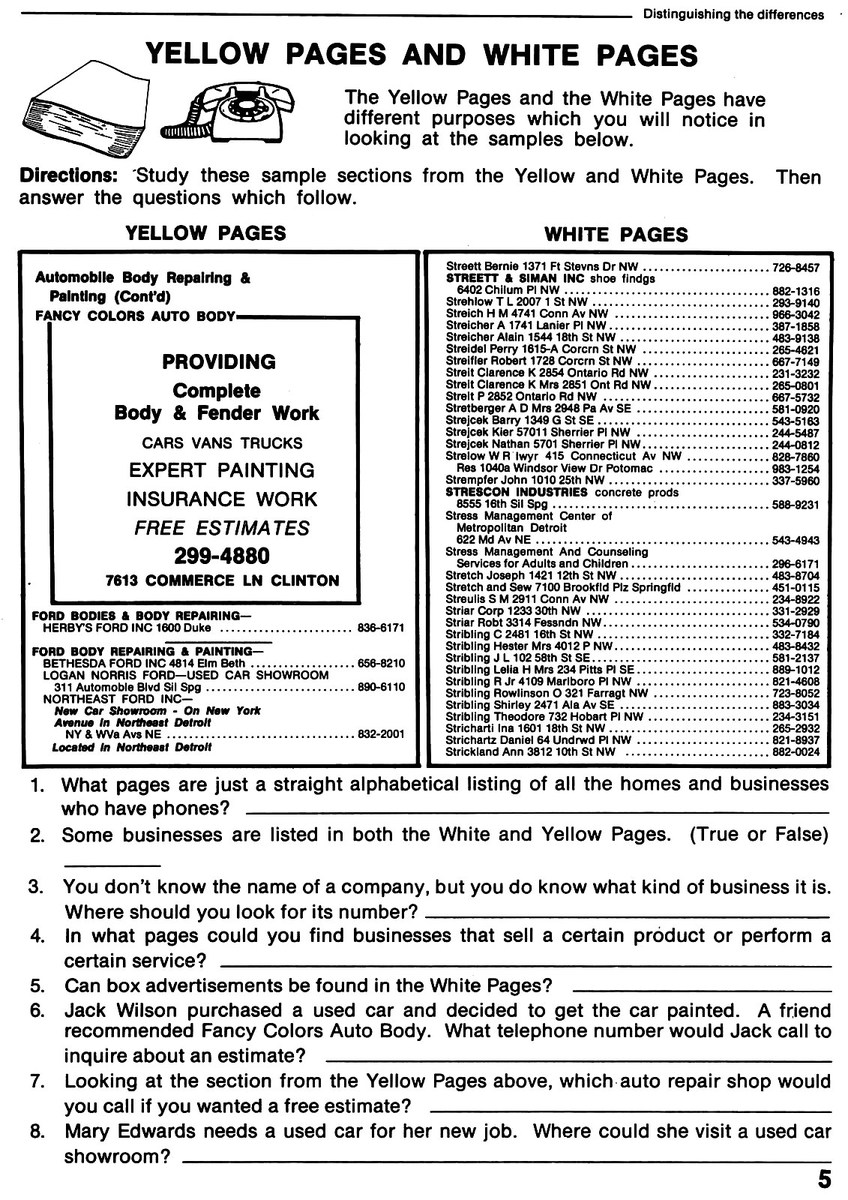 Distinguishing the differences
YELLOW PAGES AND WHITE PAGES
The Yellow Pages and the White Pages have
different purposes which you will notice in
looking at the samples below.
Directions: Study these sample sections from the Yellow and White Pages. Then
answer the questions which follow.
YELLOW PAGES
Automobile Body Repairing &
Painting (Cont'd)
FANCY COLORS AUTO BODY
PROVIDING
Complete
Body & Fender Work
CARS VANS TRUCKS
EXPERT PAINTING
INSURANCE WORK
FREE ESTIMATES
299-4880
7613 COMMERCE LN CLINTON
FORD BODIES & BODY REPAIRING—
HERBY'S FORD INC 1600 Duke ........................ 836-6171
FORD BODY REPAIRING & PAINTING—
BETHESDA FORD INC 4814 Elm Beth .................. 656-8210
LOGAN NORRIS FORD—USED CAR SHOWROOM
311 Automoble Blvd Sil Spg .......................... 890-6110
NORTHEAST FORD INC—
New Car Showroom - On New York
Avenue in Northeast Detroit
NY & WVa Avs NE ................................ 832-2001
Located in Northeast Detroit
WHITE PAGES
Streett Bernie 1371 Ft Stevns Dr NW ...................... 726-8457
STREETT & SIMAN INC shoe findgs
6402 Chilum Pl NW .................................... 882-1316
Strehlow T L 2007 1 St NW ............................... 293-9140
Streich H M 4741 Conn Av NW ............................ 966-3042
Streicher A 1741 Lanier Pl NW ............................ 387-1858
Streicher Alain 1544 18th St NW .......................... 483-9138
Streidel Perry 1615-A Corcrn St NW ...................... 265-4621
Streifler Robert 1728 Corcrn St NW ....................... 667-7149
Streit Clarence K 2854 Ontario Rd NW .................... 231-3232
Streit Clarence K Mrs 2851 Ont Rd NW .................... 265-0801
Streit P 2852 Ontario Rd NW ............................. 667-5732
Stretberger A D Mrs 2948 Pa Av SE ....................... 581-0920
Strejcek Barry 1349 G St SE .............................. 543-5163
Strejcek Kier 57011 Sherrier Pl NW ....................... 244-5487
Strejcek Nathan 5701 Sherrier Pl NW ...................... 244-0812
Strelow W R lwyr 415 Connecticut Av NW ................ 828-7860
Res 1040a Windsor View Dr Potomac .................... 983-1254
Strempfer John 1010 25th NW ............................ 337-5960
STRESCON INDUSTRIES concrete prods
8555 16th Sil Spg ....................................... 588-9231
Stress Management Center of
Metropolitan Detroit
622 Md Av NE .......................................... 543-4943
Stress Management And Counseling
Services for Adults and Children ......................... 296-6171
Stretch Joseph 1421 12th St NW .......................... 483-8704
Stretch and Sew 7100 Brookfld Plz Springfld .............. 451-0115
Streulis S M 2911 Conn Av NW ........................... 234-8922
Striar Corp 1233 30th NW ................................ 331-2929
Striar Robt 3314 Fessndn NW ............................. 534-0790
Stribling C 2481 16th St NW .............................. 332-7184
Stribling Hester Mrs 4012 P NW ........................... 483-8432
Stribling J L 102 58th St SE ............................... 581-2137
Stribling Lelia H Mrs 234 Pitts Pl SE ....................... 889-1012
Stribling R Jr 4109 Marlboro Pl NW ....................... 821-4608
Stribling Rowlinson O 321 Farragt NW ..................... 723-8052
Stribling Shirley 2471 Ala Av SE ........................... 883-3034
Stribling Theodore 732 Hobart Pl NW ..................... 234-3151
Stricharti Ina 1601 18th St NW ............................ 265-2932
Strichartz Daniel 64 Undrwd Pl NW ....................... 821-8937
Strickland Ann 3812 10th St NW .......................... 882-0024
1. What pages are just a straight alphabetical listing of all the homes and businesses
who have phones?
2. Some businesses are listed in both the White and Yellow Pages. (True or False)
3. You don't know the name of a company, but you do know what kind of business it is.
Where should you look for its number?
4. In what pages could you find businesses that sell a certain product or perform a
certain service?
5. Can box advertisements be found in the White Pages?
6. Jack Wilson purchased a used car and decided to get the car painted. A friend
recommended Fancy Colors Auto Body. What telephone number would Jack call to
inquire about an estimate?
7. Looking at the section from the Yellow Pages above, which auto repair shop would
you call if you wanted a free estimate?
8. Mary Edwards needs a used car for her new job. Where could she visit a used car
showroom?
5